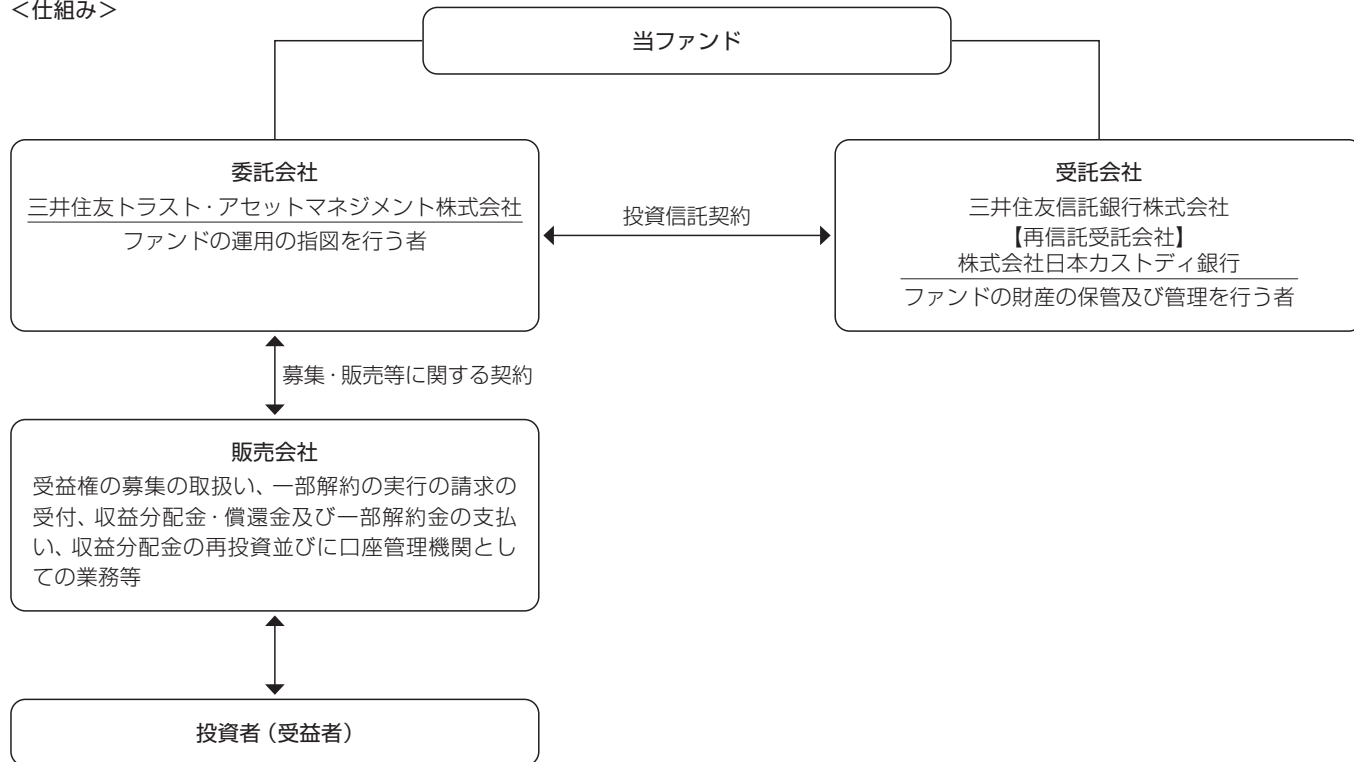 ＜仕組み＞
当ファンド
委託会社
三井住友トラスト・アセットマネジメント株式会社
ファンドの運用の指図を行う者
投資信託契約
受託会社
三井住友信託銀行株式会社
【再信託受託会社】
株式会社日本カストディ銀行
ファンドの財産の保管及び管理を行う者
募集・販売等に関する契約
販売会社
受益権の募集の取扱い、一部解約の実行の請求の
受付、収益分配金・償還金及び一部解約金の支払
い、収益分配金の再投資並びに口座管理機関とし
ての業務等
投資者（受益者）